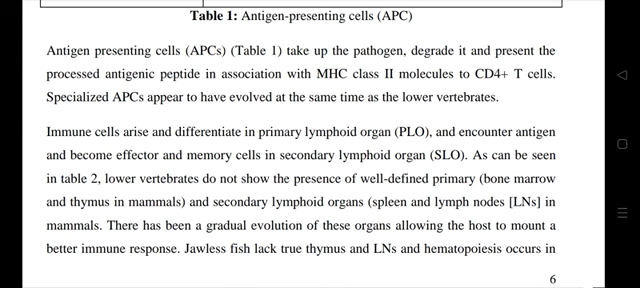 Table 1: Antigen-presenting cells (APC)
Antigen presenting cells (APCs) (Table 1) take up the pathogen, degrade it and present the
processed antigenic peptide in association with MHC class II molecules to CD4+ T cells.
Specialized APCs appear to have evolved at the same time as the lower vertebrates.
Immune cells arise and differentiate in primary lymphoid organ (PLO), and encounter antigen
and become effector and memory cells in secondary lymphoid organ (SLO). As can be seen
in table 2, lower vertebrates do not show the presence of well-defined primary (bone marrow
and thymus in mammals) and secondary lymphoid organs (spleen and lymph nodes [LNs] in
mammals. There has been a gradual evolution of these organs allowing the host to mount a
better immune response. Jawless fish lack true thymus and LNs and hematopoiesis occurs in
6